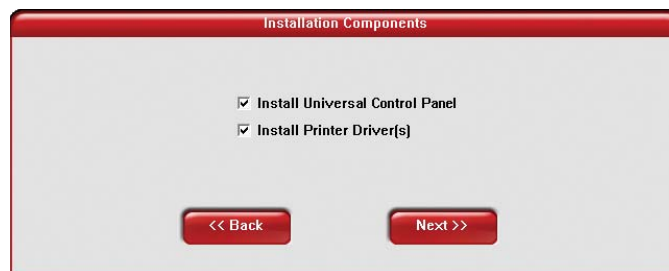 Installation Components
Install Universal Control Panel
Install Printer Driver(s)
<< Back
Next >>